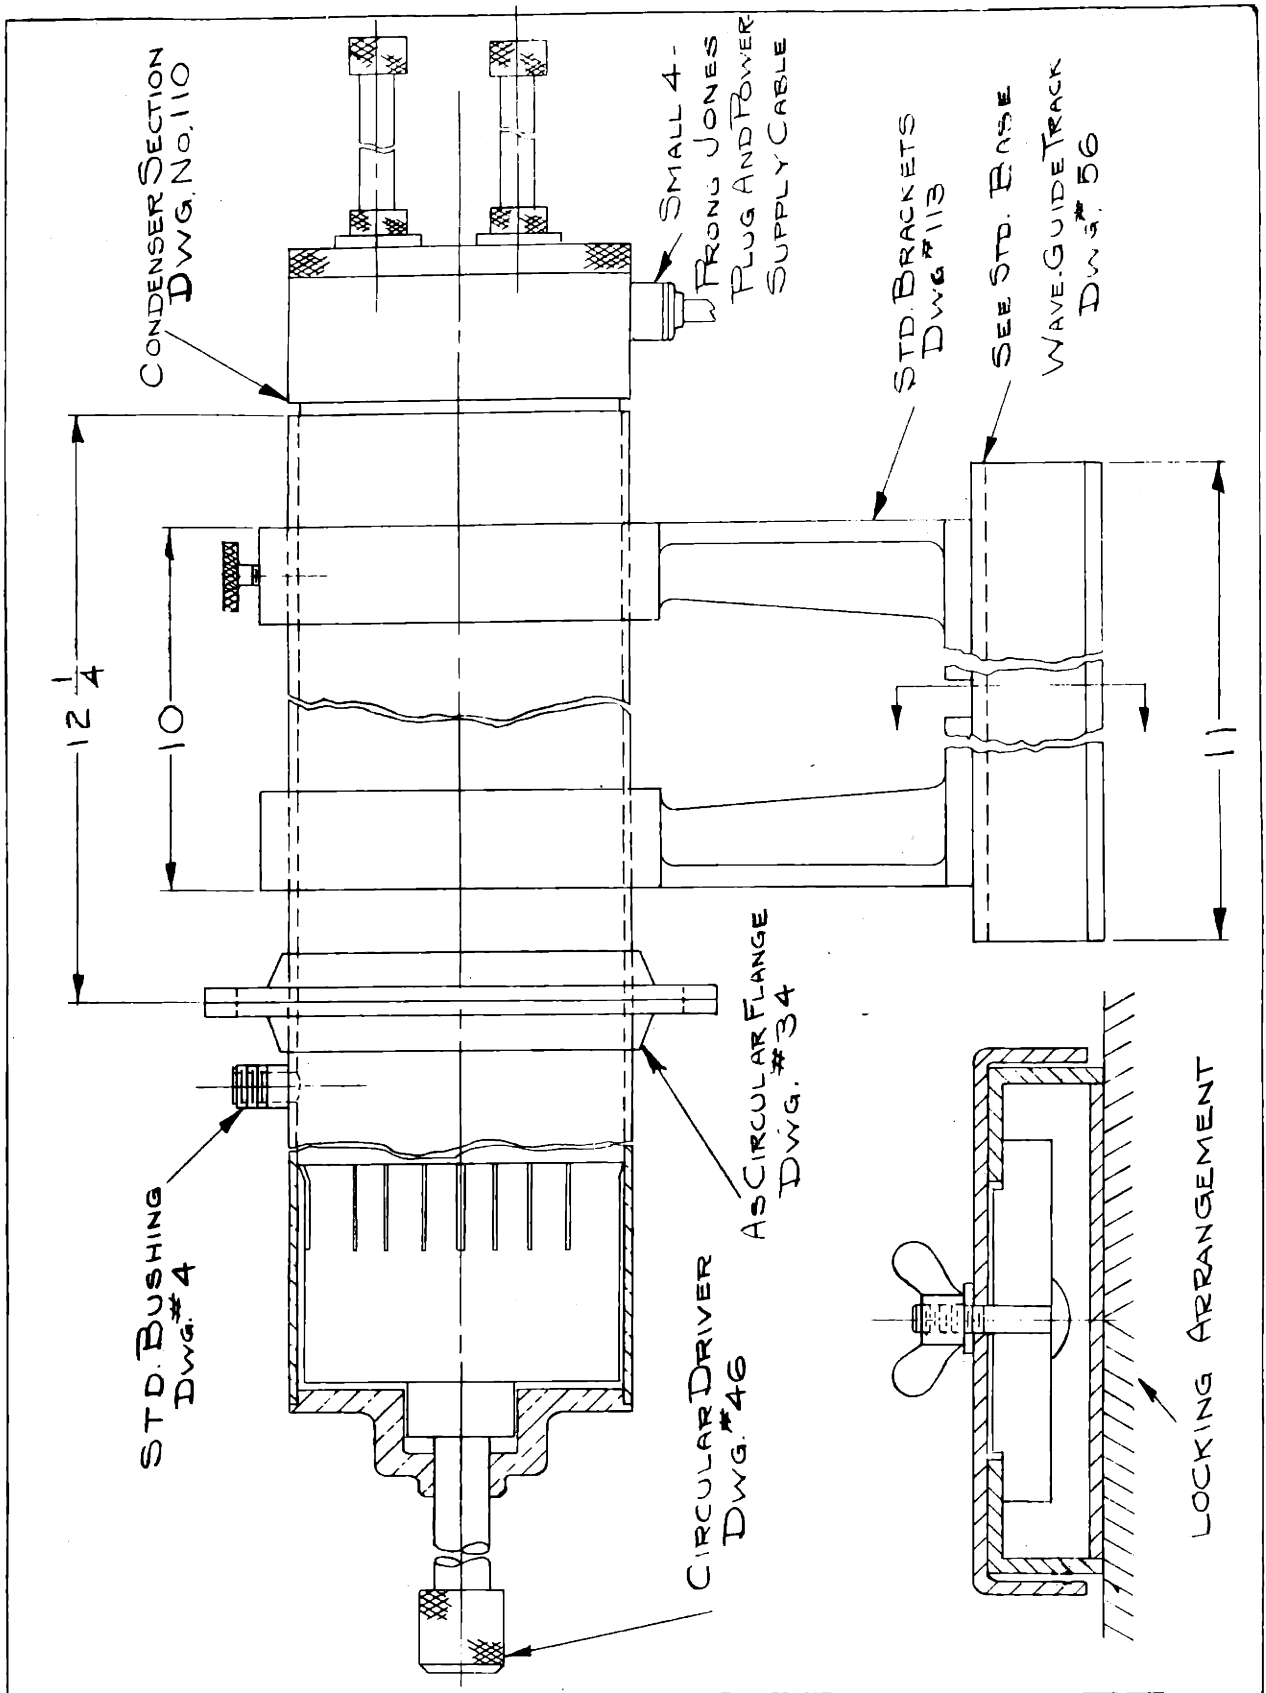 CONDENSER SECTION
DWG. NO. 110
SMALL 4-
PRONG JONES
PLUG AND POWER-
SUPPLY CABLE
STD. BRACKETS
DWG #113
SEE STD. BASE
WAVE-GUIDE TRACK
DWG. #56
12 1/4
10
11
STD. BUSHING
DWG. #4
AS CIRCULAR FLANGE
DWG. #34
CIRCULAR DRIVER
DWG. #46
LOCKING ARRANGEMENT